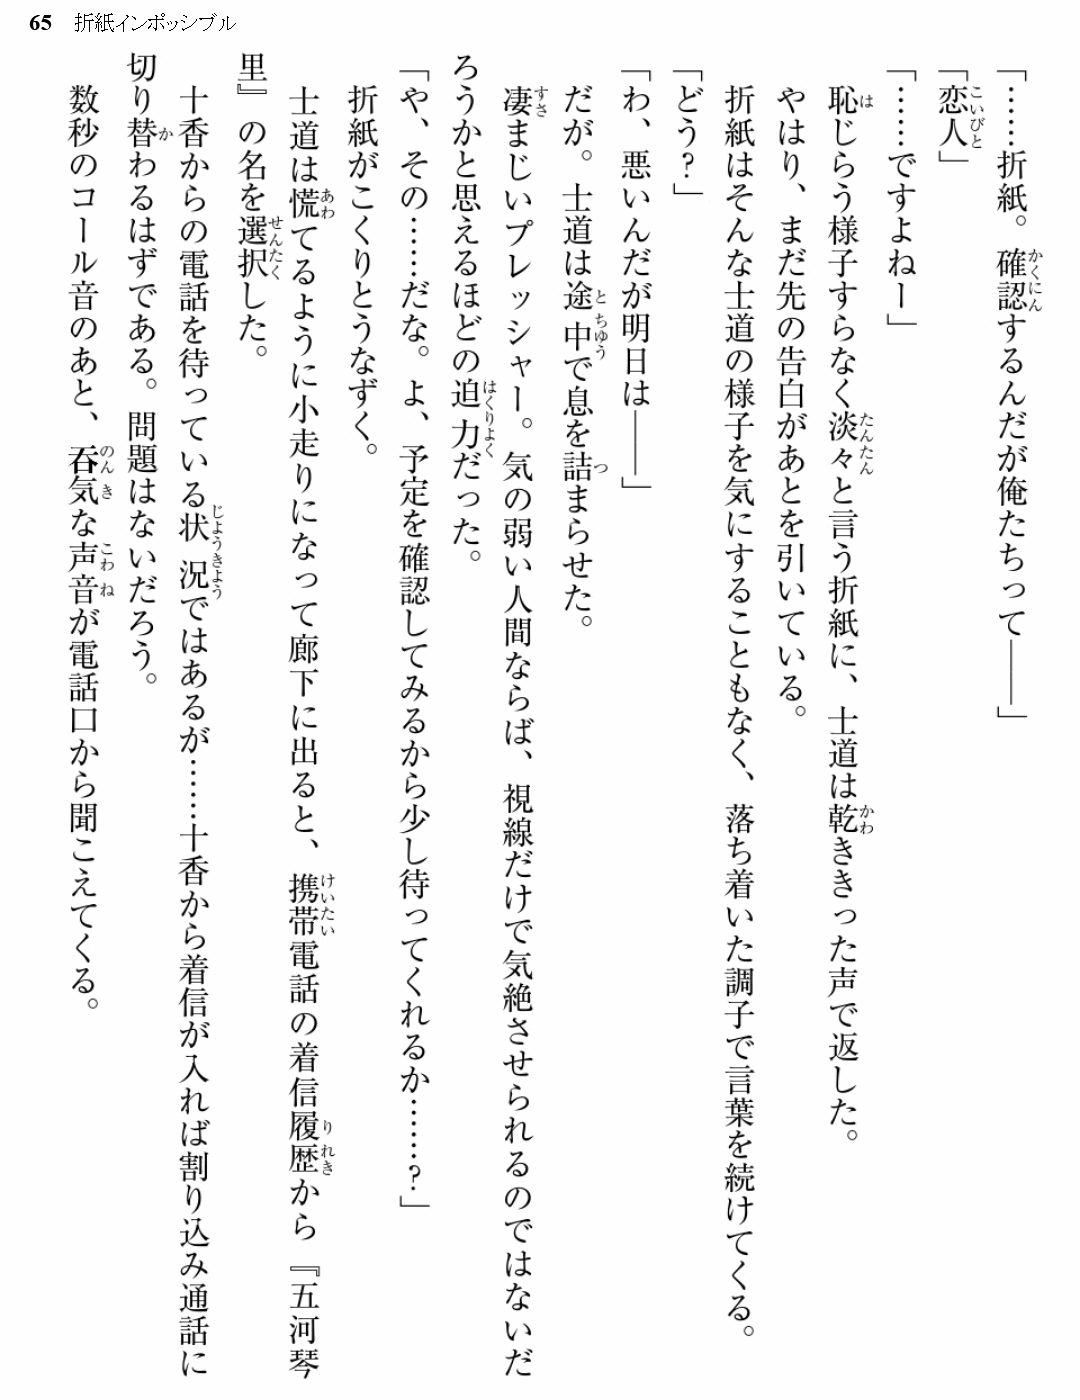 65 折紙インポッシブル
「……折紙。確認するんだが俺たちって――」
「恋人」
「……ですよねー」
恥じらう様子すらなく淡々と言う折紙に、士道は乾ききった声で返した。
やはり、まだ先の告白があとを引いている。
折紙はそんな士道の様子を気にすることもなく、落ち着いた調子で言葉を続けてくる。
「どう?」
「わ、悪いんだが明日は――」
だが。士道は途中で息を詰まらせた。
凄まじいプレッシャー。気の弱い人間ならば、視線だけで気絶させられるのではないだ
ろうかと思えるほどの迫力だった。
「や、その……だな。よ、予定を確認してみるから少し待ってくれるか……?」
折紙がこくりとうなずく。
士道は慌てるように小走りになって廊下に出ると、携帯電話の着信履歴から『五河琴
里』の名を選択した。
十香からの電話を待っている状況ではあるが……十香から着信が入れば割り込み通話に
切り替わるはずである。問題はないだろう。
数秒のコール音のあと、呑気な声音が電話口から聞こえてくる。